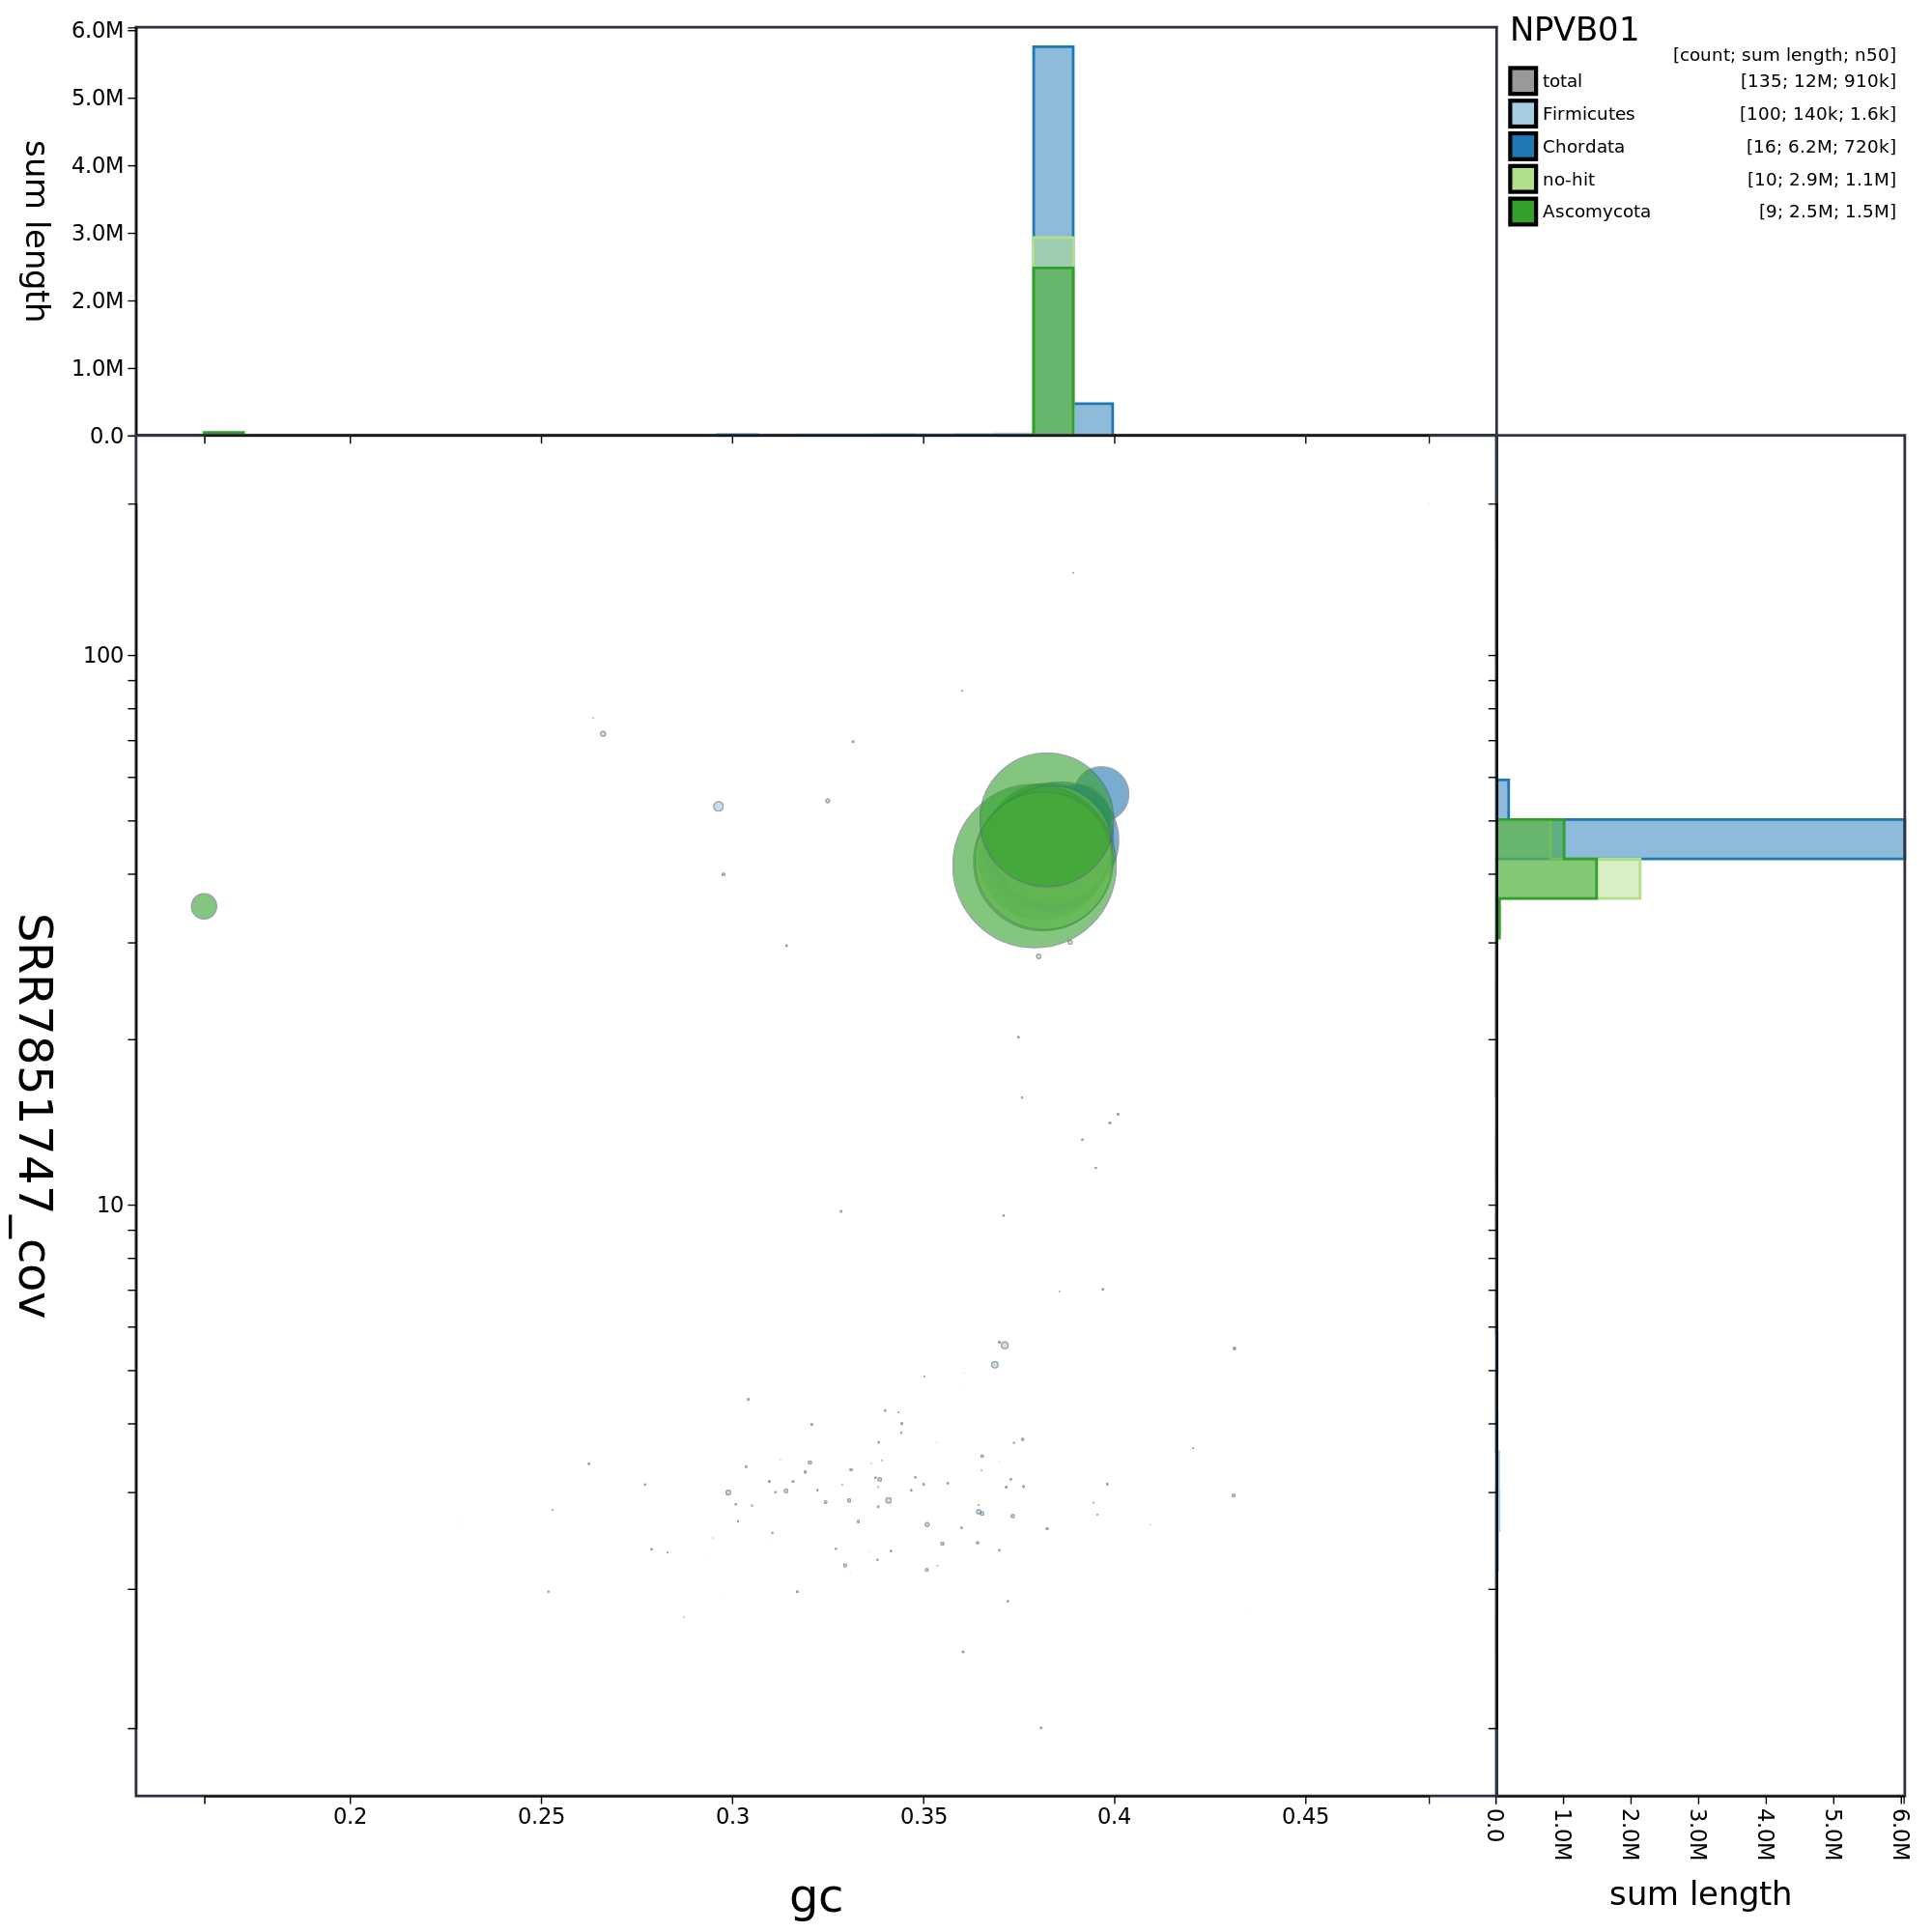 NPVB01
[count; sum length; n50]
total [135; 12M; 910k]
Firmicutes [100; 140k; 1.6k]
Chordata [16; 6.2M; 720k]
no-hit [10; 2.9M; 1.1M]
Ascomycota [9; 2.5M; 1.5M]
sum length
6.0M
5.0M
4.0M
3.0M
2.0M
1.0M
0.0
SRR7851747_cov
100
10
0.2 0.25 0.3 0.35 0.4 0.45
gc
0.0 1.0M 2.0M 3.0M 4.0M 5.0M 6.0M
sum length